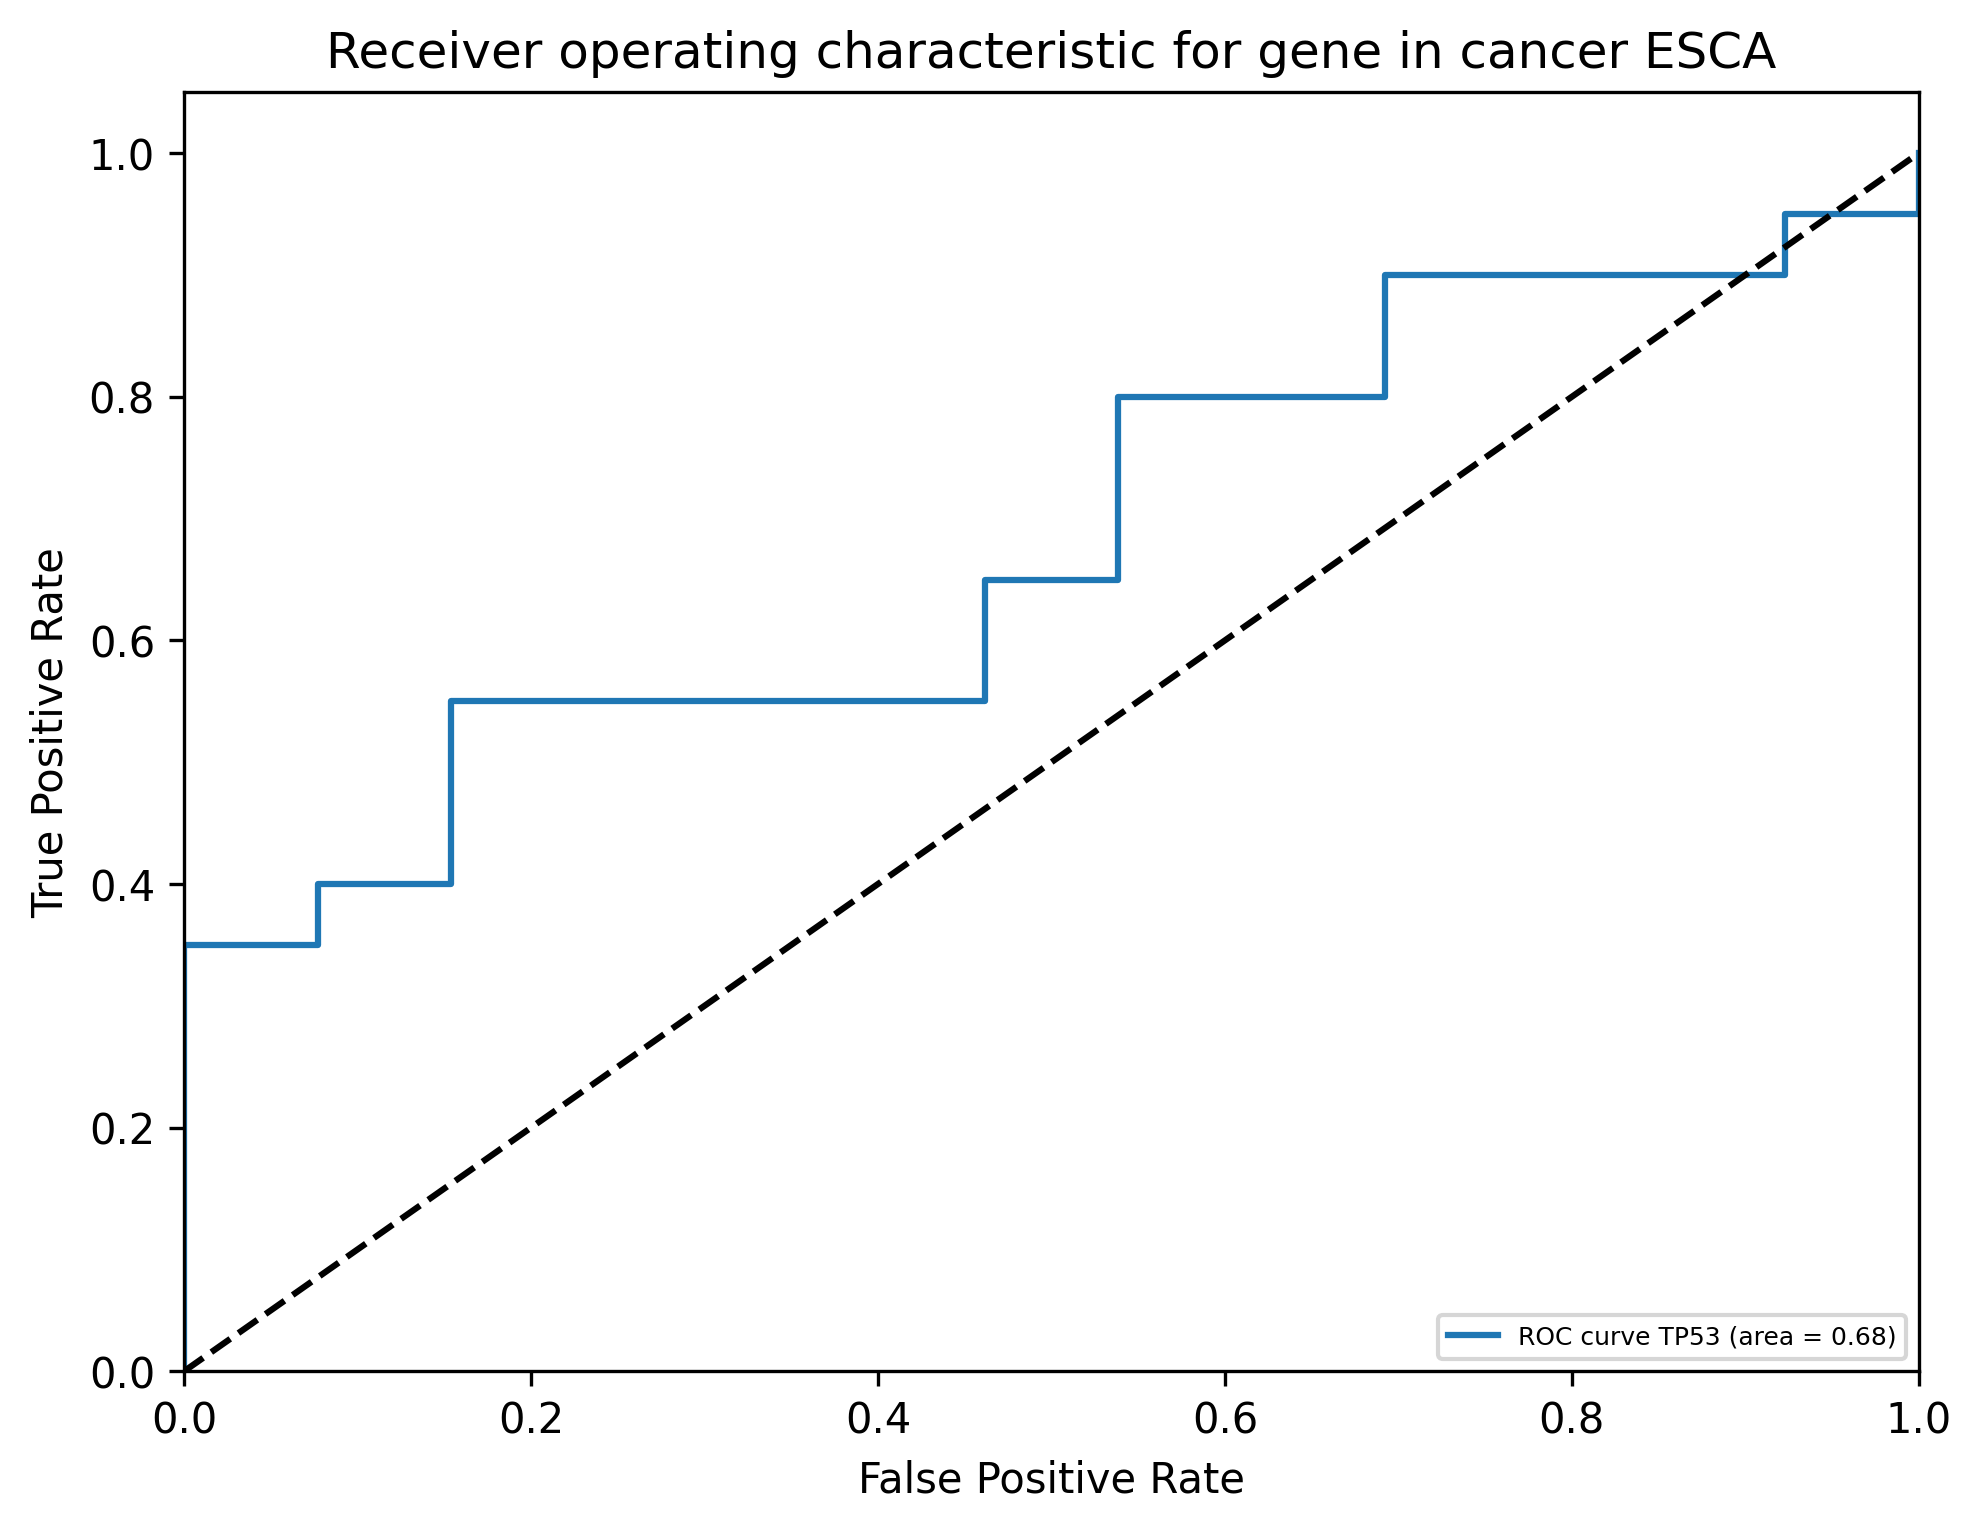 Receiver operating characteristic for gene in cancer ESCA
1.0
0.8
0.6
0.4
0.2
0.0
True Positive Rate
ROC curve TP53 (area = 0.68)
0.0 0.2 0.4 0.6 0.8 1.0
False Positive Rate